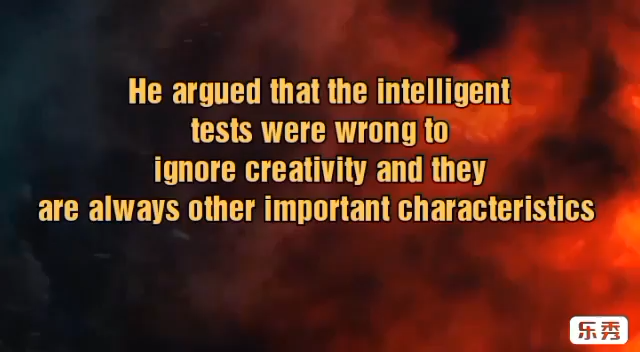 He argued that the intelligent
tests were wrong to
ignore creativity and they
are always other important characteristics
乐秀